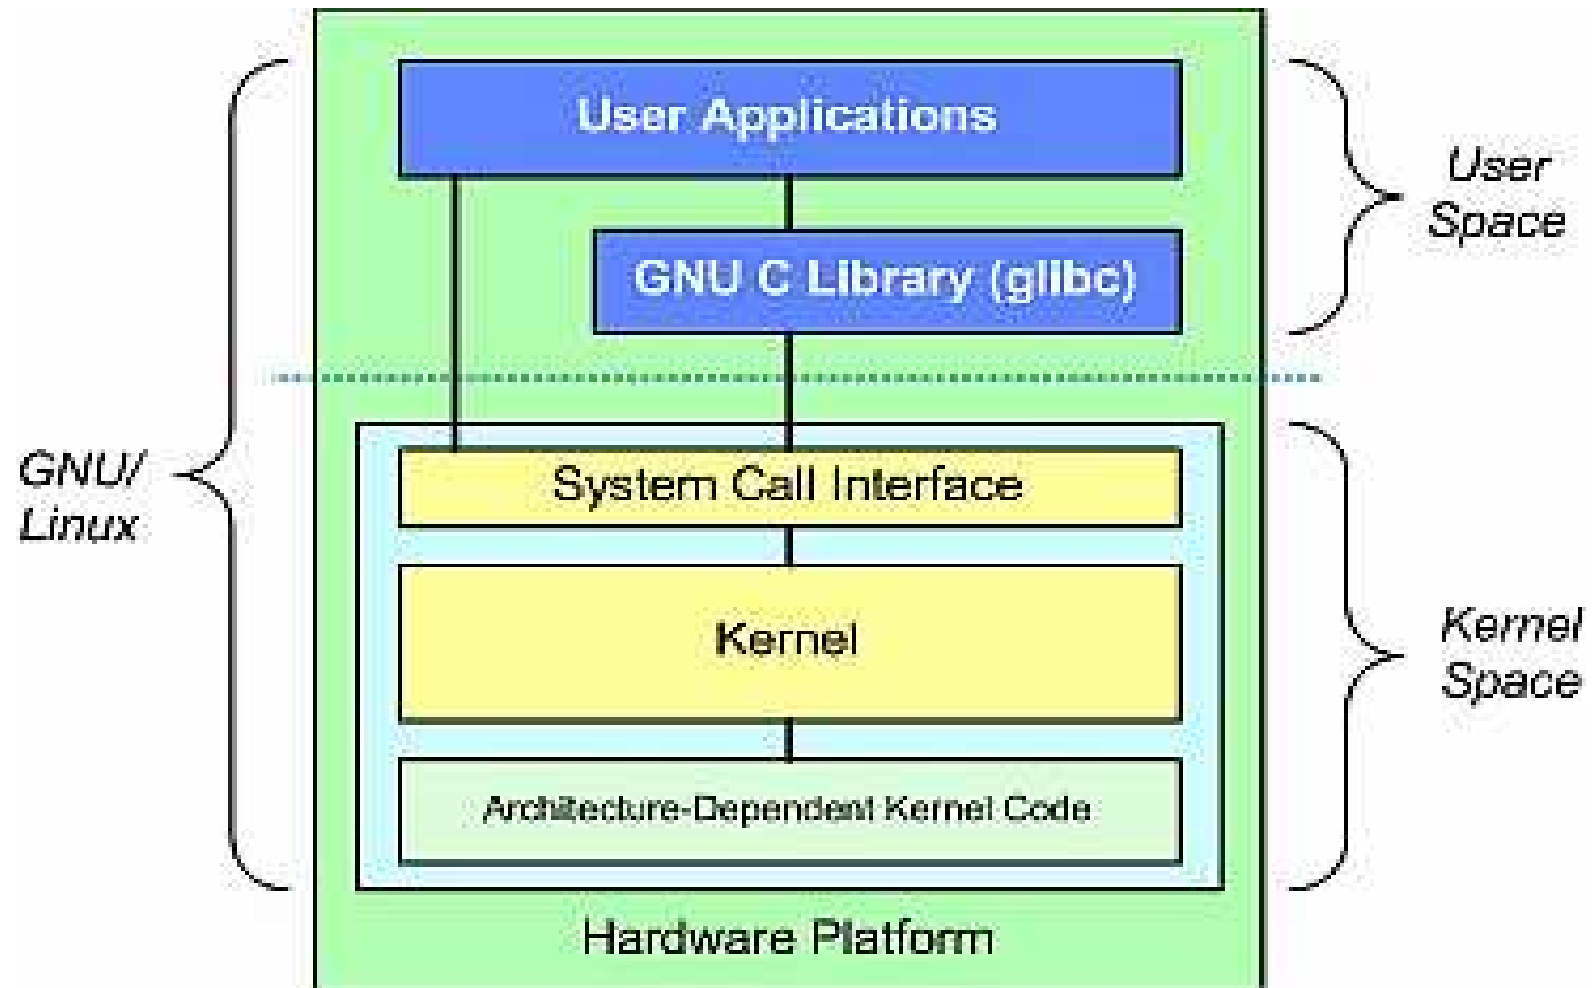 User Applications
User
Space
GNU C Library (glibc)
GNU/
Linux
System Call Interface
Kernel
Kernel
Space
Architecture-Dependent Kernel Code
Hardware Platform